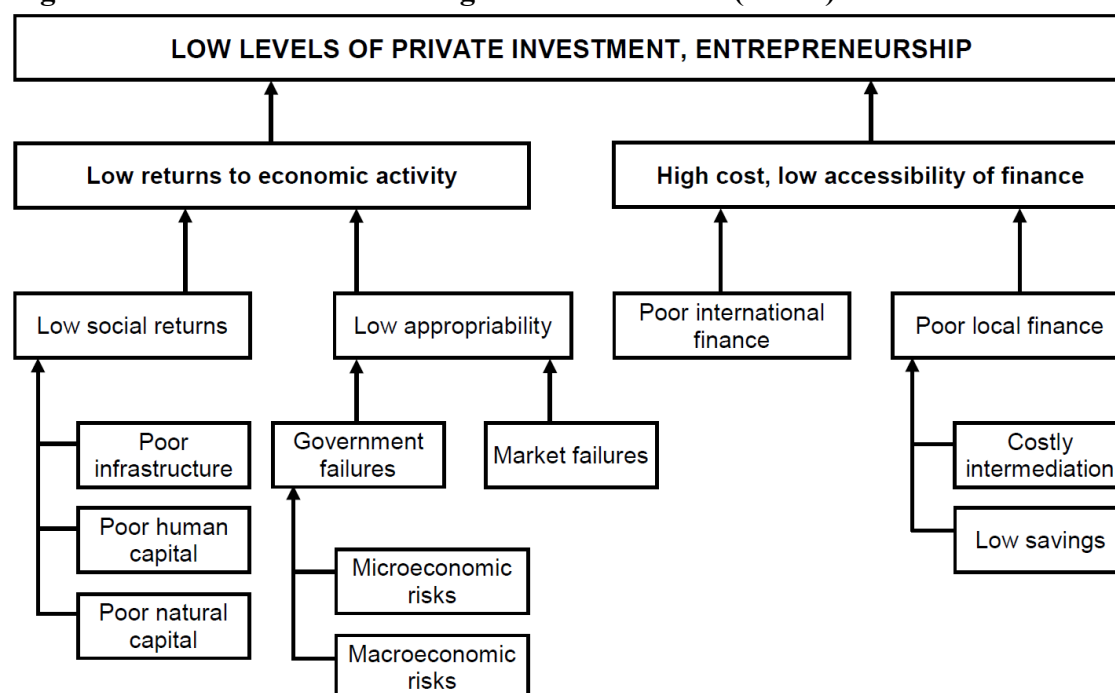 LOW LEVELS OF PRIVATE INVESTMENT, ENTREPRENEURSHIP
Low returns to economic activity
High cost, low accessibility of finance
Low social returns
Low appropriability
Poor international
finance
Poor local finance
Poor
infrastructure
Government
failures
Market failures
Costly
intermediation
Poor human
capital
Low savings
Microeconomic
risks
Poor natural
capital
Macroeconomic
risks